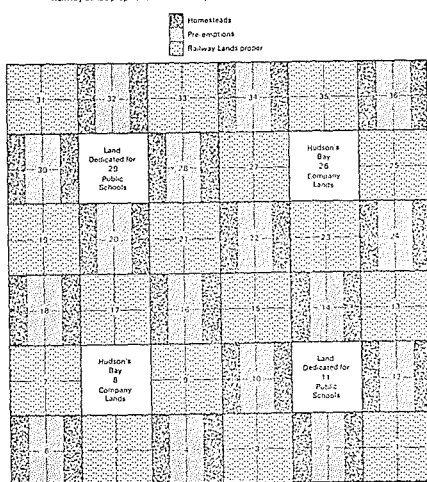 Homesteads
Pre-emptions
Railway Lands proper
31 32 33 34 35 36
30
Land
Dedicated for
29
Public
Schools
28
27
Hudson's
Bay
26
Company
Lands
19 20 21 22 23 24
18 17 16 15 14 13
Hudson's
Bay
8
Company
Lands
9
10
Land
Dedicated for
11
Public
Schools
12
6 5 4 3 2 1